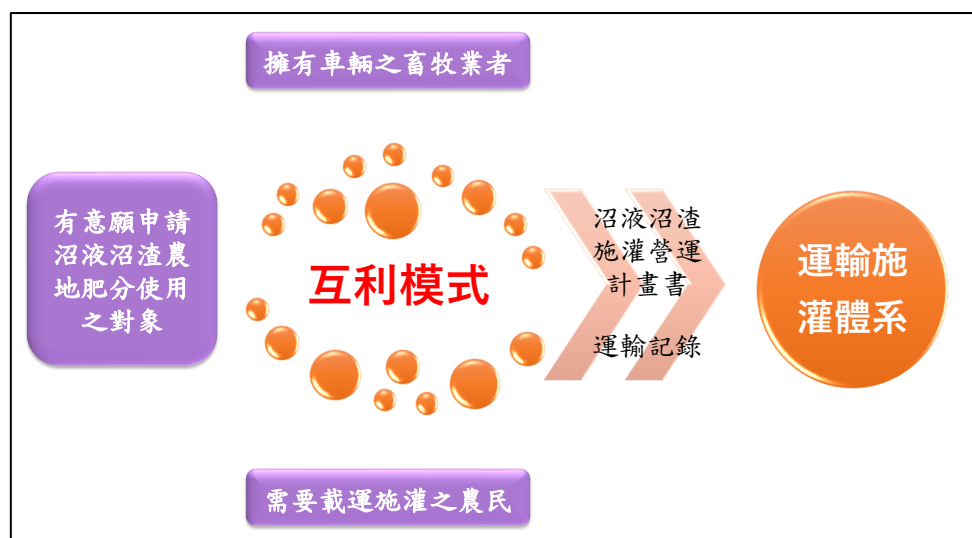 擁有車輛之畜牧業者
有意願申請
沼液沼渣農
地肥分使用
之對象
互利模式
沼液沼渣
施灌營運
計畫書
運輸記錄
運輸施
灌體系
需要載運施灌之農民